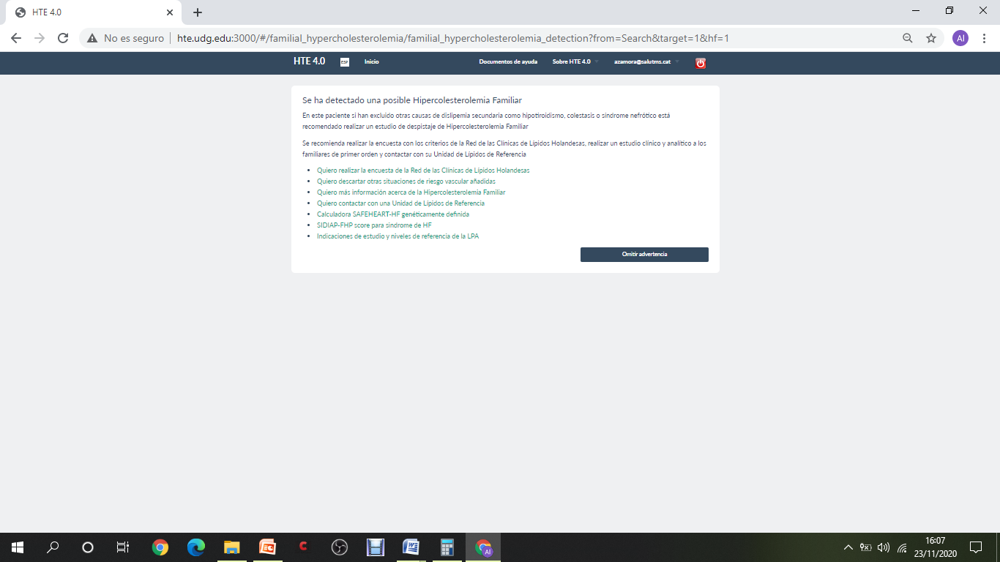 HTE 4.0
No es seguro
hte.udg.edu:3000/#/familial_hypercholesterolemia/familial_hypercholesterolemia_detection?from=Search&target=1&hf=1
AI
HTE 4.0
ESP
Inicio
Documentos de ayuda
Sobre HTE 4.0
azamora@salutms.cat
Se ha detectado una posible Hipercolesterolemia Familiar
En este paciente si han excluido otras causas de dislipemia secundaria como hipotiroidismo, colestasis o síndrome nefrótico está
recomendado realizar un estudio de despistaje de Hipercolesterolemia Familiar
Se recomienda realizar la encuesta con los criterios de la Red de las Clínicas de Lípidos Holandesas, realizar un estudio clínico y analítico a los
familiares de primer orden y contactar con su Unidad de Lípidos de Referencia
Quiero realizar la encuesta de la Red de las Clínicas de Lípidos Holandesas
Quiero descartar otras situaciones de riesgo vascular añadidas
Quiero más información acerca de la Hipercolesterolemia Familiar
Quiero contactar con una Unidad de Lípidos de Referencia
Calculadora SAFEHEART-HF genéticamente definida
SIDIAP-FHP score para síndrome de HF
Indicaciones de estudio y niveles de referencia de la LPA
Omitir advertencia
AI
16:07
23/11/2020